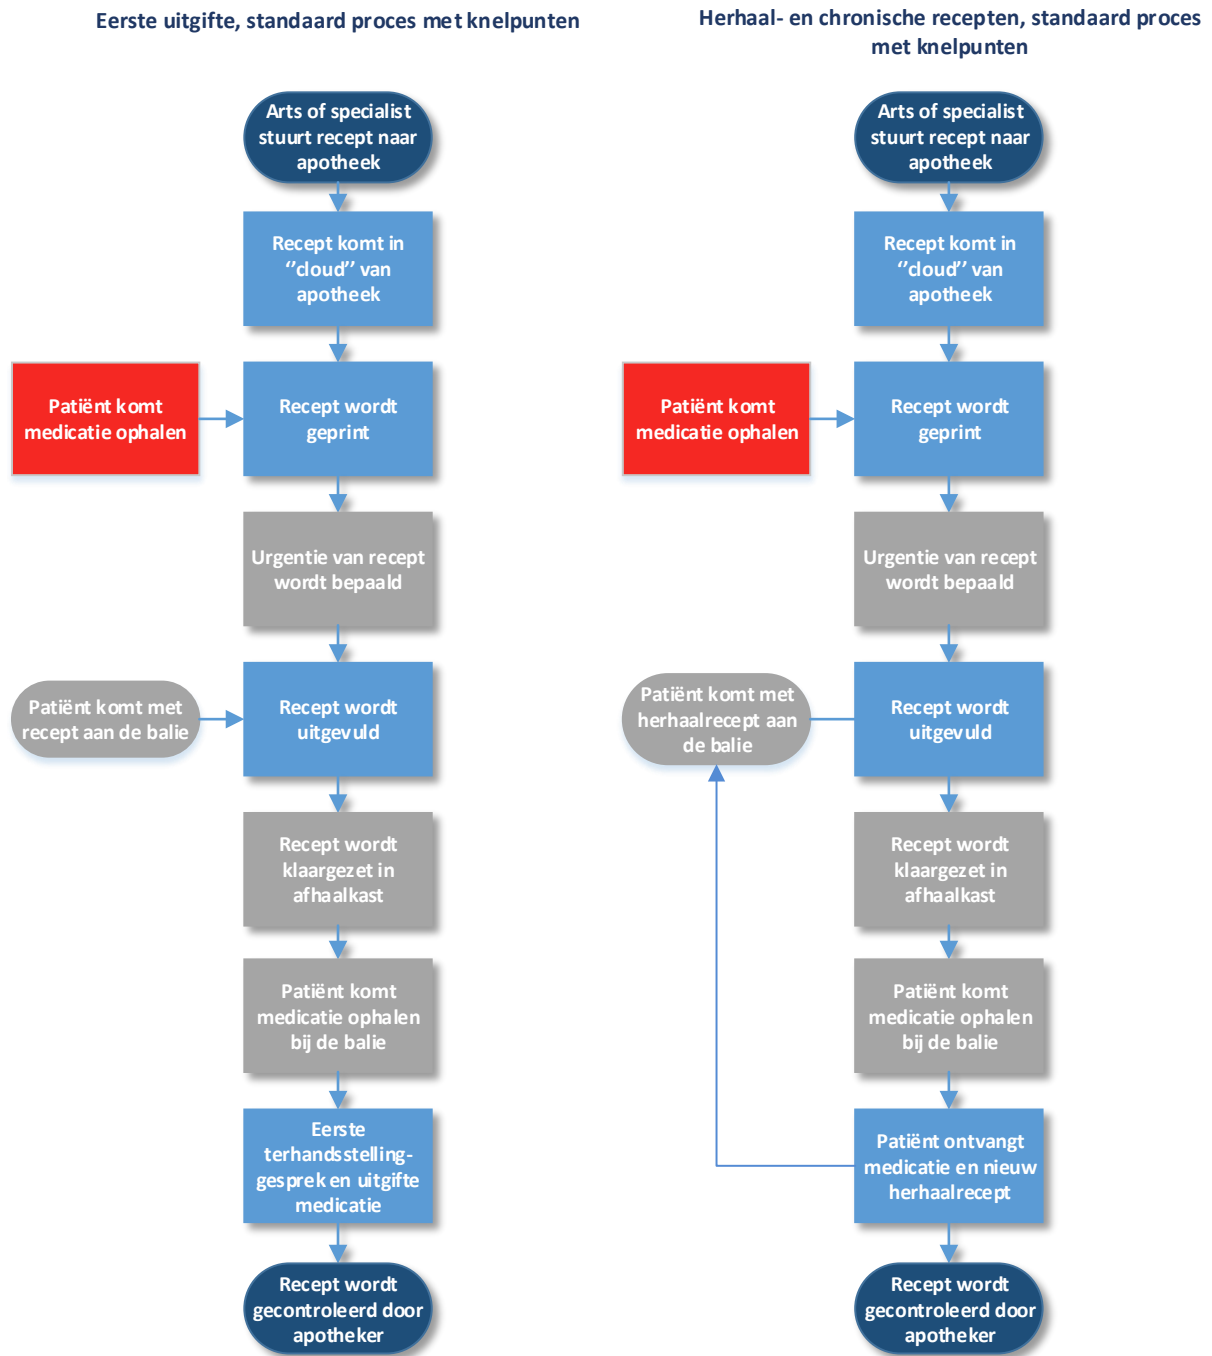 Eerste uitgifte, standaard proces met knelpunten
Arts of specialist
stuurt recept naar
apotheek
Recept komt in
‘’cloud’’ van
apotheek
Patiënt komt
medicatie ophalen
Recept wordt
geprint
Urgentie van recept
wordt bepaald
Patiënt komt met
recept aan de balie
Recept wordt
uitgevuld
Recept wordt
klaargezet in
afhaalkast
Patiënt komt
medicatie ophalen
bij de balie
Eerste
terhandsstelling-
gesprek en uitgifte
medicatie
Recept wordt
gecontroleerd door
apotheker
Herhaal- en chronische recepten, standaard proces
met knelpunten
Arts of specialist
stuurt recept naar
apotheek
Recept komt in
‘’cloud’’ van
apotheek
Patiënt komt
medicatie ophalen
Recept wordt
geprint
Urgentie van recept
wordt bepaald
Patiënt komt met
herhaalrecept aan
de balie
Recept wordt
uitgevuld
Recept wordt
klaargezet in
afhaalkast
Patiënt komt
medicatie ophalen
bij de balie
Patiënt ontvangt
medicatie en nieuw
herhaalrecept
Recept wordt
gecontroleerd door
apotheker